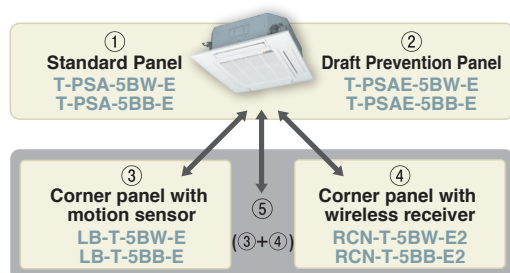 ①
Standard Panel
T-PSA-5BW-E
T-PSA-5BB-E
②
Draft Prevention Panel
T-PSAE-5BW-E
T-PSAE-5BB-E
③
Corner panel with
motion sensor
LB-T-5BW-E
LB-T-5BB-E
⑤
(③+④)
④
Corner panel with
wireless receiver
RCN-T-5BW-E2
RCN-T-5BB-E2